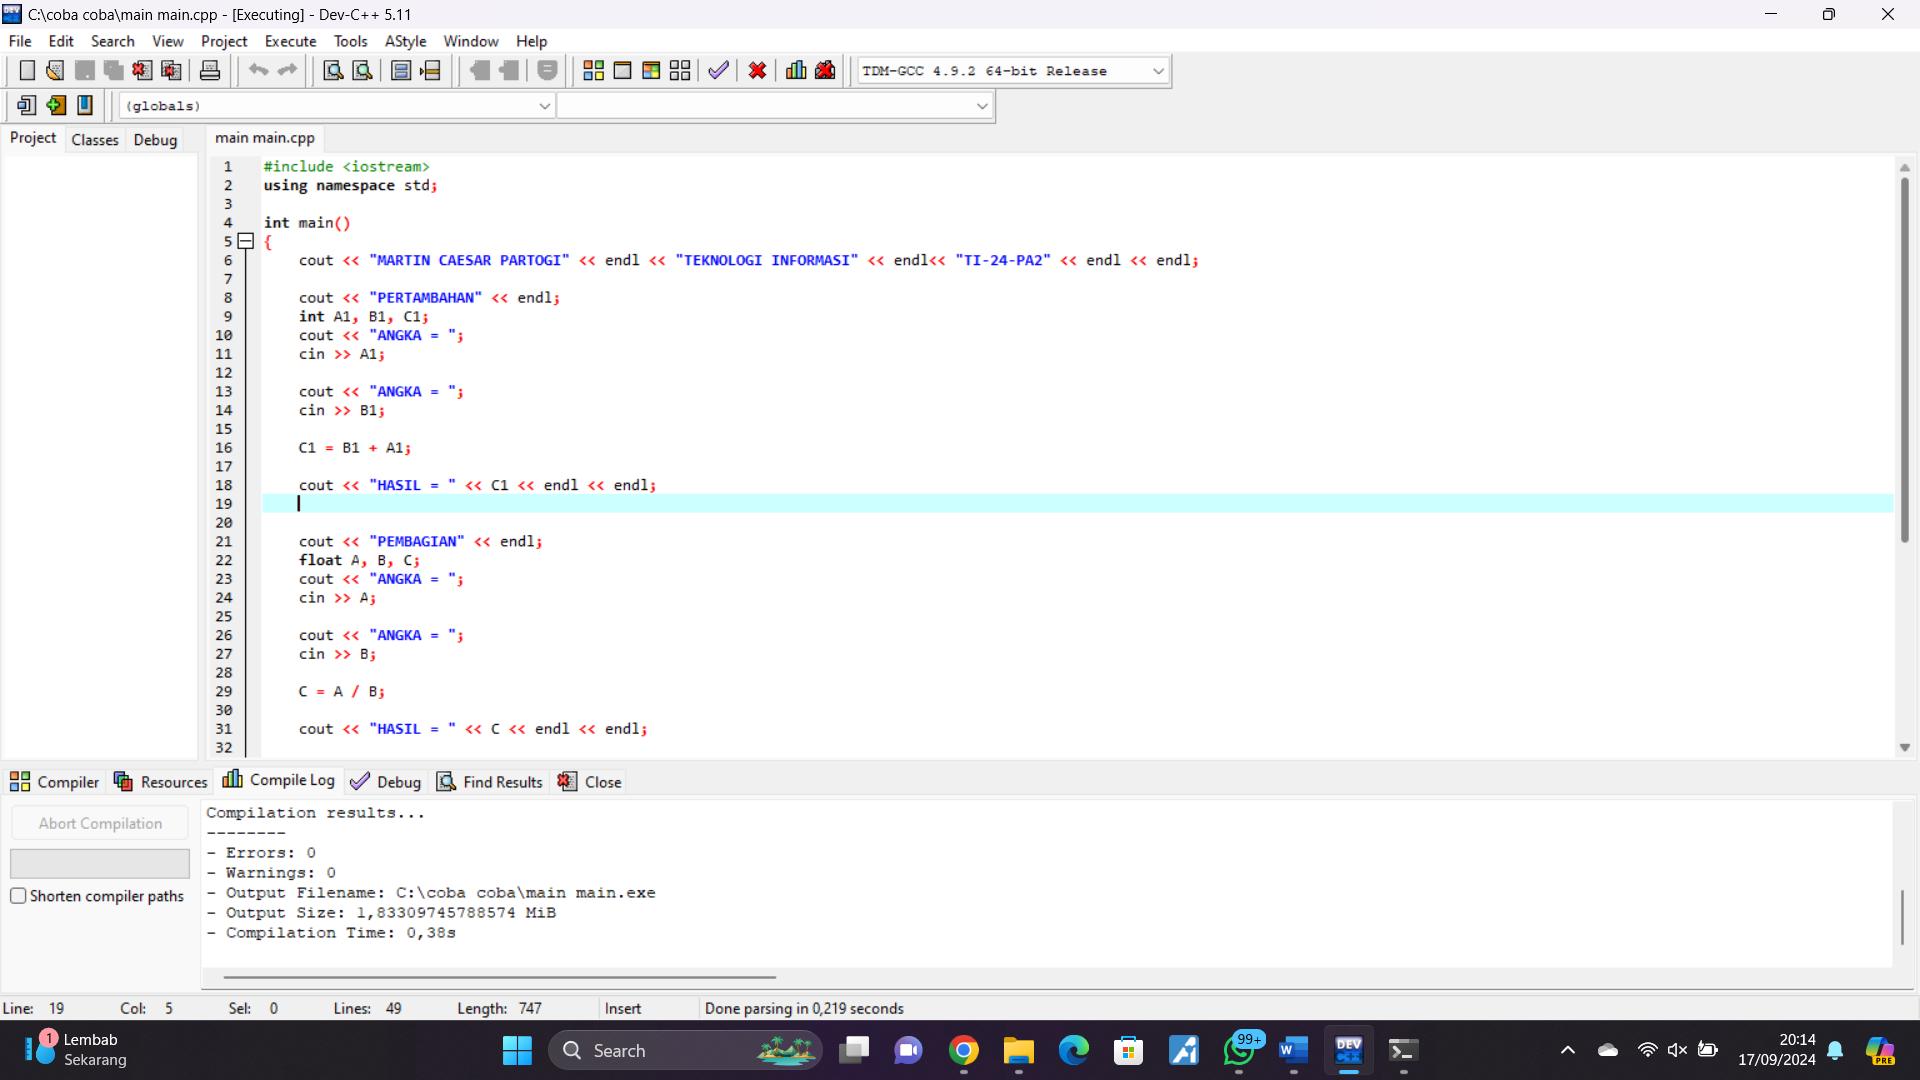 C:\coba coba\main main.cpp - [Executing] - Dev-C++ 5.11
File Edit Search View Project Execute Tools AStyle Window Help
TDM-GCC 4.9.2 64-bit Release
(globals)
Project Classes Debug
main main.cpp
1 #include <iostream>
2 using namespace std;
3
4 int main()
5 {
6 cout << "MARTIN CAESAR PARTOGI" << endl << "TEKNOLOGI INFORMASI" << endl<< "TI-24-PA2" << endl << endl;
7
8 cout << "PERTAMBAHAN" << endl;
9 int A1, B1, C1;
10 cout << "ANGKA = ";
11 cin >> A1;
12
13 cout << "ANGKA = ";
14 cin >> B1;
15
16 C1 = B1 + A1;
17
18 cout << "HASIL = " << C1 << endl << endl;
19
20
21 cout << "PEMBAGIAN" << endl;
22 float A, B, C;
23 cout << "ANGKA = ";
24 cin >> A;
25
26 cout << "ANGKA = ";
27 cin >> B;
28
29 C = A / B;
30
31 cout << "HASIL = " << C << endl << endl;
32
Compiler Resources Compile Log Debug Find Results Close
Abort Compilation
Shorten compiler paths
Compilation results...
--------
- Errors: 0
- Warnings: 0
- Output Filename: C:\coba coba\main main.exe
- Output Size: 1,83309745788574 MiB
- Compilation Time: 0,38s
Line: 19 Col: 5 Sel: 0 Lines: 49 Length: 747 Insert Done parsing in 0,219 seconds
1
Lembab
Sekarang
Search
99+
W
DEV
C++
20:14
17/09/2024
PRE